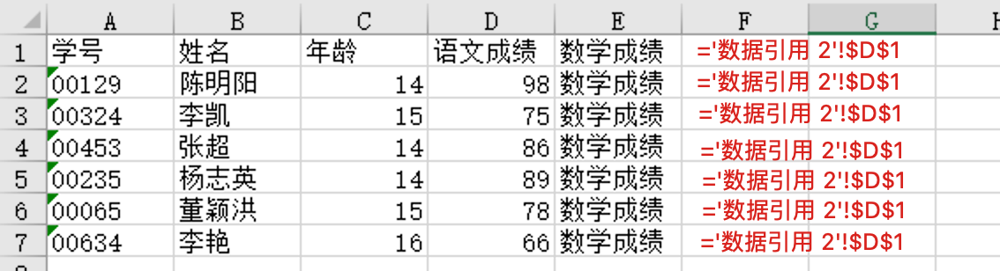 A B C D E F G H
1 学号 姓名 年龄 语文成绩 数学成绩 ='数据引用 2'!$D$1
2 00129 陈明阳 14 98 数学成绩 ='数据引用 2'!$D$1
3 00324 李凯 15 75 数学成绩 ='数据引用 2'!$D$1
4 00453 张超 14 86 数学成绩 ='数据引用 2'!$D$1
5 00235 杨志英 14 89 数学成绩 ='数据引用 2'!$D$1
6 00065 董颖洪 15 78 数学成绩 ='数据引用 2'!$D$1
7 00634 李艳 16 66 数学成绩 ='数据引用 2'!$D$1